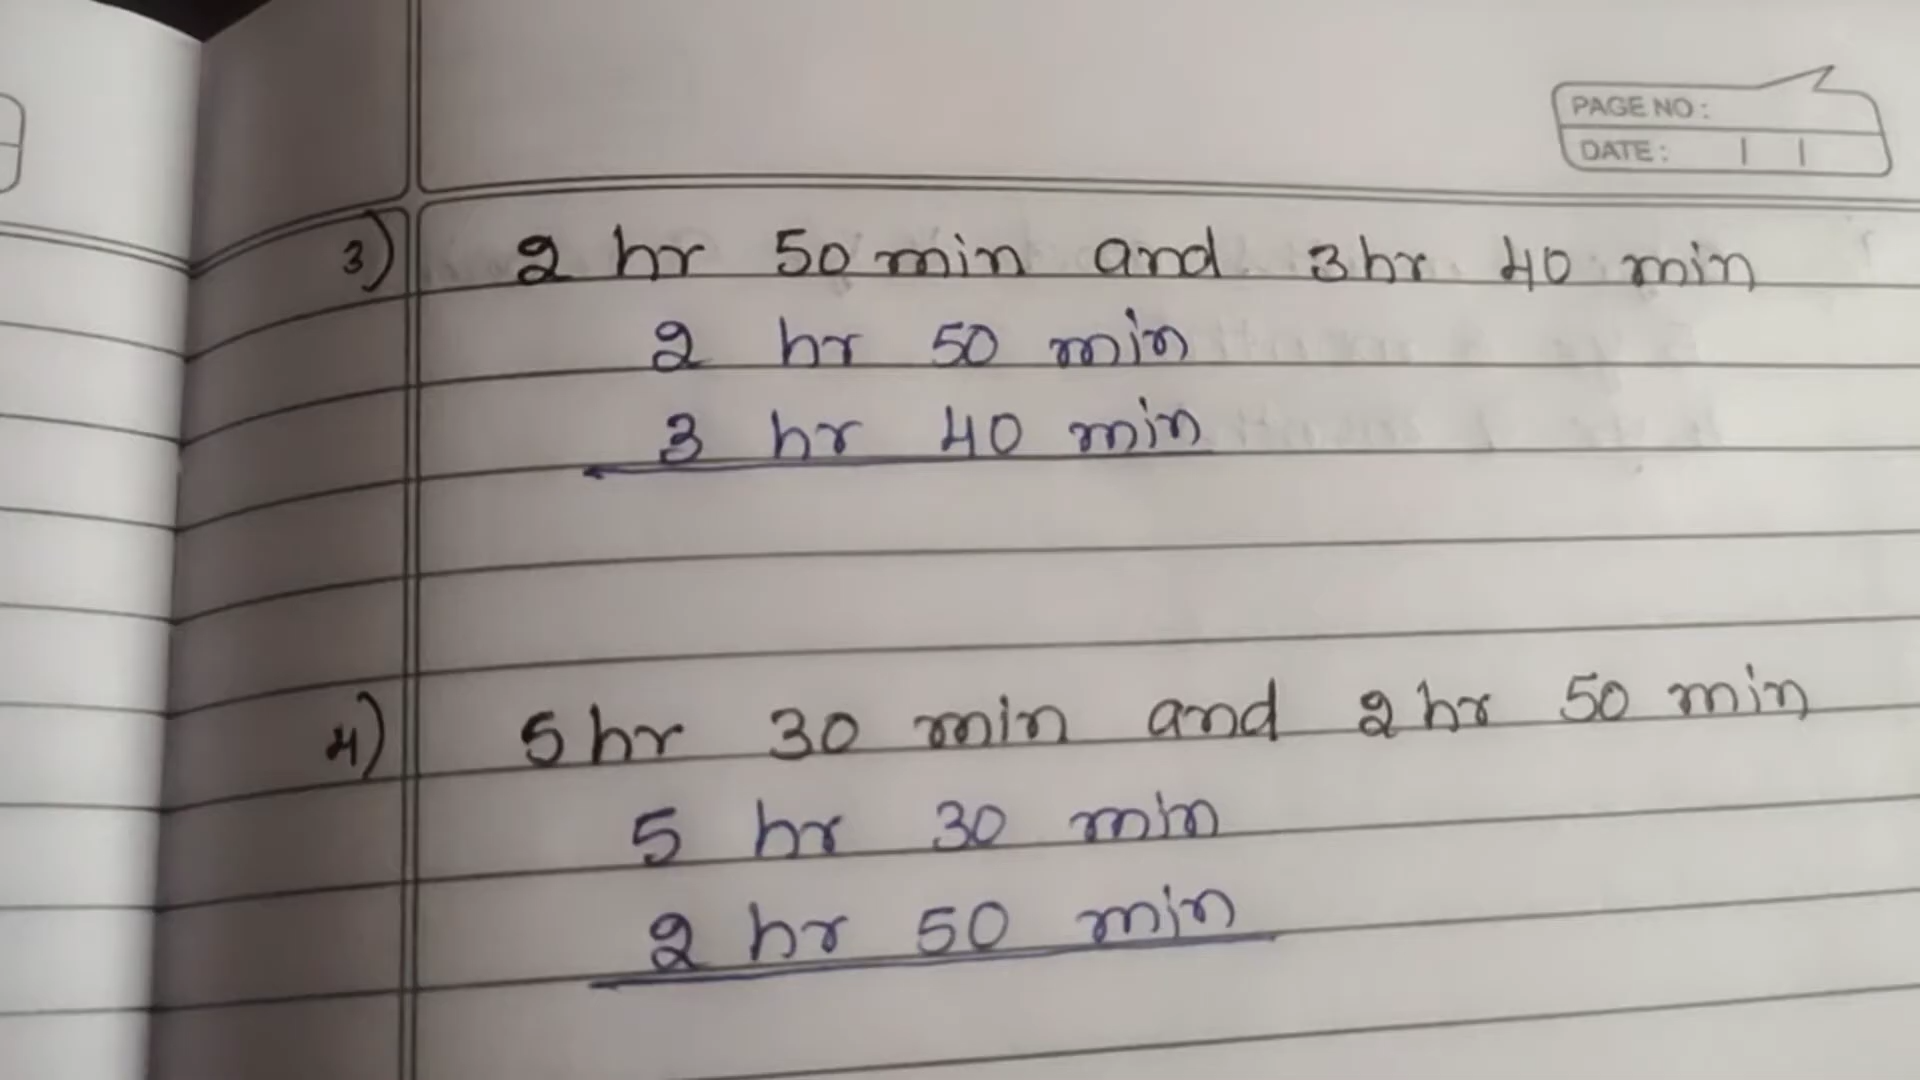 PAGE NO:
DATE:
3) 2 hr 50 min and 3 hr 40 min
2 hr 50 min
3 hr 40 min
4) 5 hr 30 min and 2 hr 50 min
5 hr 30 min
2 hr 50 min